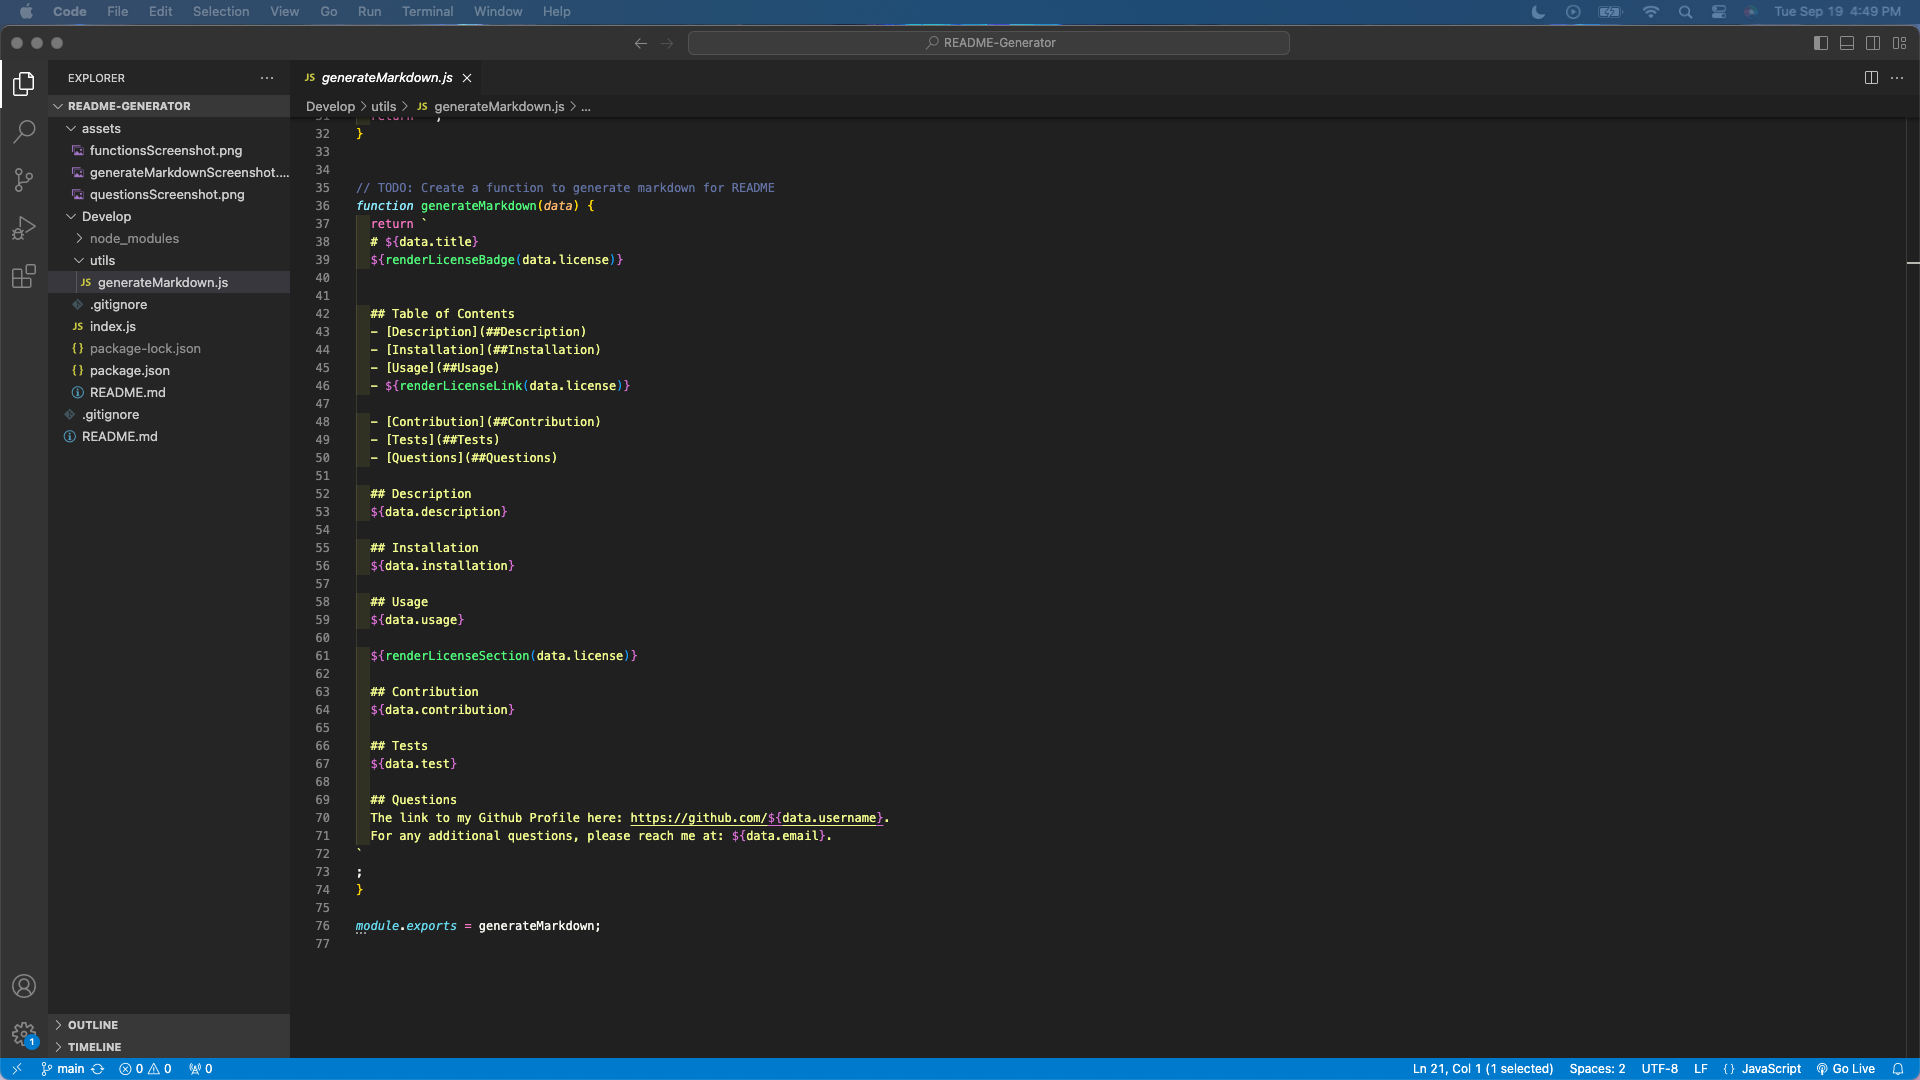 Code File Edit Selection View Go Run Terminal Window Help Tue Sep 19 4:49 PM
README-Generator
EXPLORER
README-GENERATOR
assets
functionsScreenshot.png
generateMarkdownScreenshot....
questionsScreenshot.png
Develop
node_modules
utils
JS generateMarkdown.js
.gitignore
JS index.js
{} package-lock.json
{} package.json
README.md
.gitignore
README.md
OUTLINE
TIMELINE
JS generateMarkdown.js
Develop > utils > JS generateMarkdown.js > ...
31 return ;
32 }
33
34
35 // TODO: Create a function to generate markdown for README
36 function generateMarkdown(data) {
37 return `
38 # ${data.title}
39 ${renderLicenseBadge(data.license)}
40
41
42 ## Table of Contents
43 - [Description](##Description)
44 - [Installation](##Installation)
45 - [Usage](##Usage)
46 - ${renderLicenseLink(data.license)}
47
48 - [Contribution](##Contribution)
49 - [Tests](##Tests)
50 - [Questions](##Questions)
51
52 ## Description
53 ${data.description}
54
55 ## Installation
56 ${data.installation}
57
58 ## Usage
59 ${data.usage}
60
61 ${renderLicenseSection(data.license)}
62
63 ## Contribution
64 ${data.contribution}
65
66 ## Tests
67 ${data.test}
68
69 ## Questions
70 The link to my Github Profile here: https://github.com/${data.username}.
71 For any additional questions, please reach me at: ${data.email}.
72 `
73 ;
74 }
75
76 module.exports = generateMarkdown;
77
1
main 0 0 0 Ln 21, Col 1 (1 selected) Spaces: 2 UTF-8 LF {} JavaScript Go Live